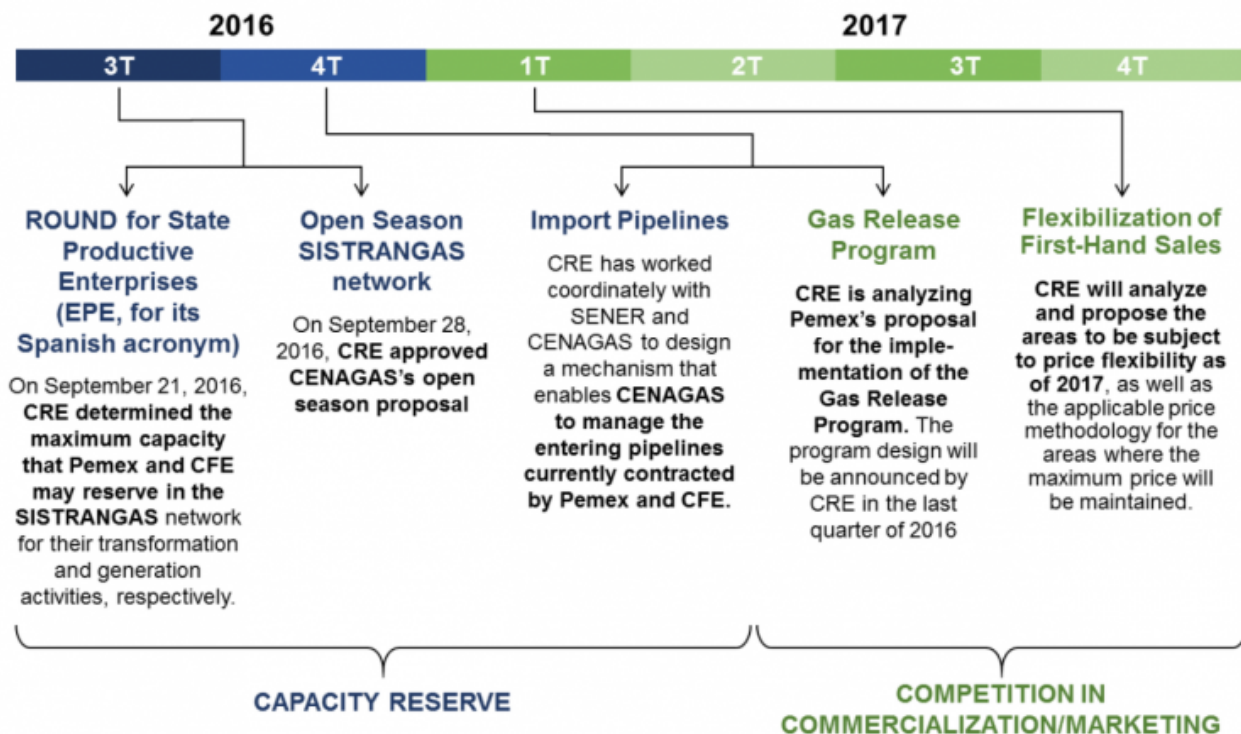 2016
2017
3T
4T
1T
2T
3T
4T
ROUND for State
Productive
Enterprises
(EPE, for its
Spanish acronym)
On September 21, 2016,
CRE determined the
maximum capacity
that Pemex and CFE
may reserve in the
SISTRANGAS network
for their transformation
and generation
activities, respectively.
Open Season
SISTRANGAS
network
On September 28,
2016, CRE approved
CENAGAS's open
season proposal
Import Pipelines
CRE has worked
coordinately with
SENER and
CENAGAS to design
a mechanism that
enables CENAGAS
to manage the
entering pipelines
currently contracted
by Pemex and CFE.
Gas Release
Program
CRE is analyzing
Pemex's proposal
for the imple-
mentation of the
Gas Release
Program. The
program design will
be announced by
CRE in the last
quarter of 2016
Flexibilization of
First-Hand Sales
CRE will analyze
and propose the
areas to be subject
to price flexibility as
of 2017, as well as
the applicable price
methodology for the
areas where the
maximum price will
be maintained.
CAPACITY RESERVE
COMPETITION IN
COMMERCIALIZATION/MARKETING